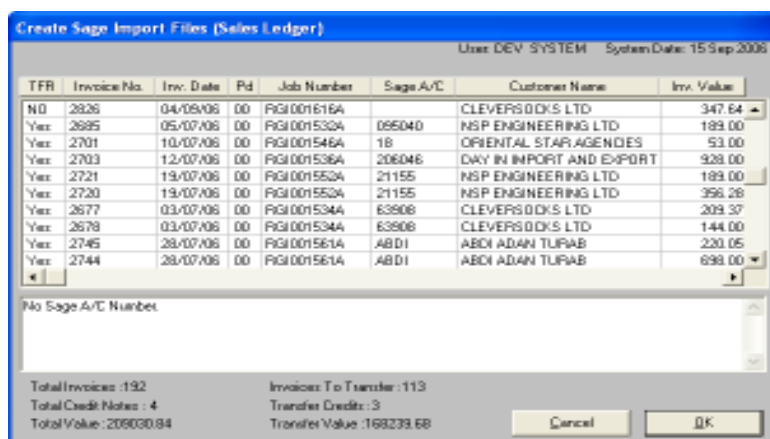 Create Sage Import Files (Sales Ledger)
User: DEV SYSTEM System Date: 15 Sep 2006
TFR Invoice No. Inv. Date Pd Job Number Sage A/C Customer Name Inv. Value
NO 2826 04/09/06 00 RGI001616A CLEVERSOCKS LTD 347.64
Yes 2685 05/07/06 00 RGI001532A 095040 NSP ENGINEERING LTD 189.00
Yes 2701 10/07/06 00 RGI001546A 18 ORIENTAL STAR AGENCIES 53.00
Yes 2703 12/07/06 00 RGI001536A 206046 DAY IN IMPORT AND EXPORT 928.00
Yes 2721 19/07/06 00 RGI001552A 21155 NSP ENGINEERING LTD 189.00
Yes 2720 19/07/06 00 RGI001552A 21155 NSP ENGINEERING LTD 356.28
Yes 2677 03/07/06 00 RGI001534A 63908 CLEVERSOCKS LTD 209.37
Yes 2678 03/07/06 00 RGI001534A 63908 CLEVERSOCKS LTD 144.00
Yes 2745 28/07/06 00 RGI001561A ABDI ABDI ADAN TURAB 220.05
Yes 2744 28/07/06 00 RGI001561A ABDI ABDI ADAN TURAB 698.00
No Sage A/C Number.
Total Invoices :192 Invoices To Transfer :113
Total Credit Notes : 4 Transfer Credits : 3
Total Value : 209030.84 Transfer Value :168239.68
Cancel OK